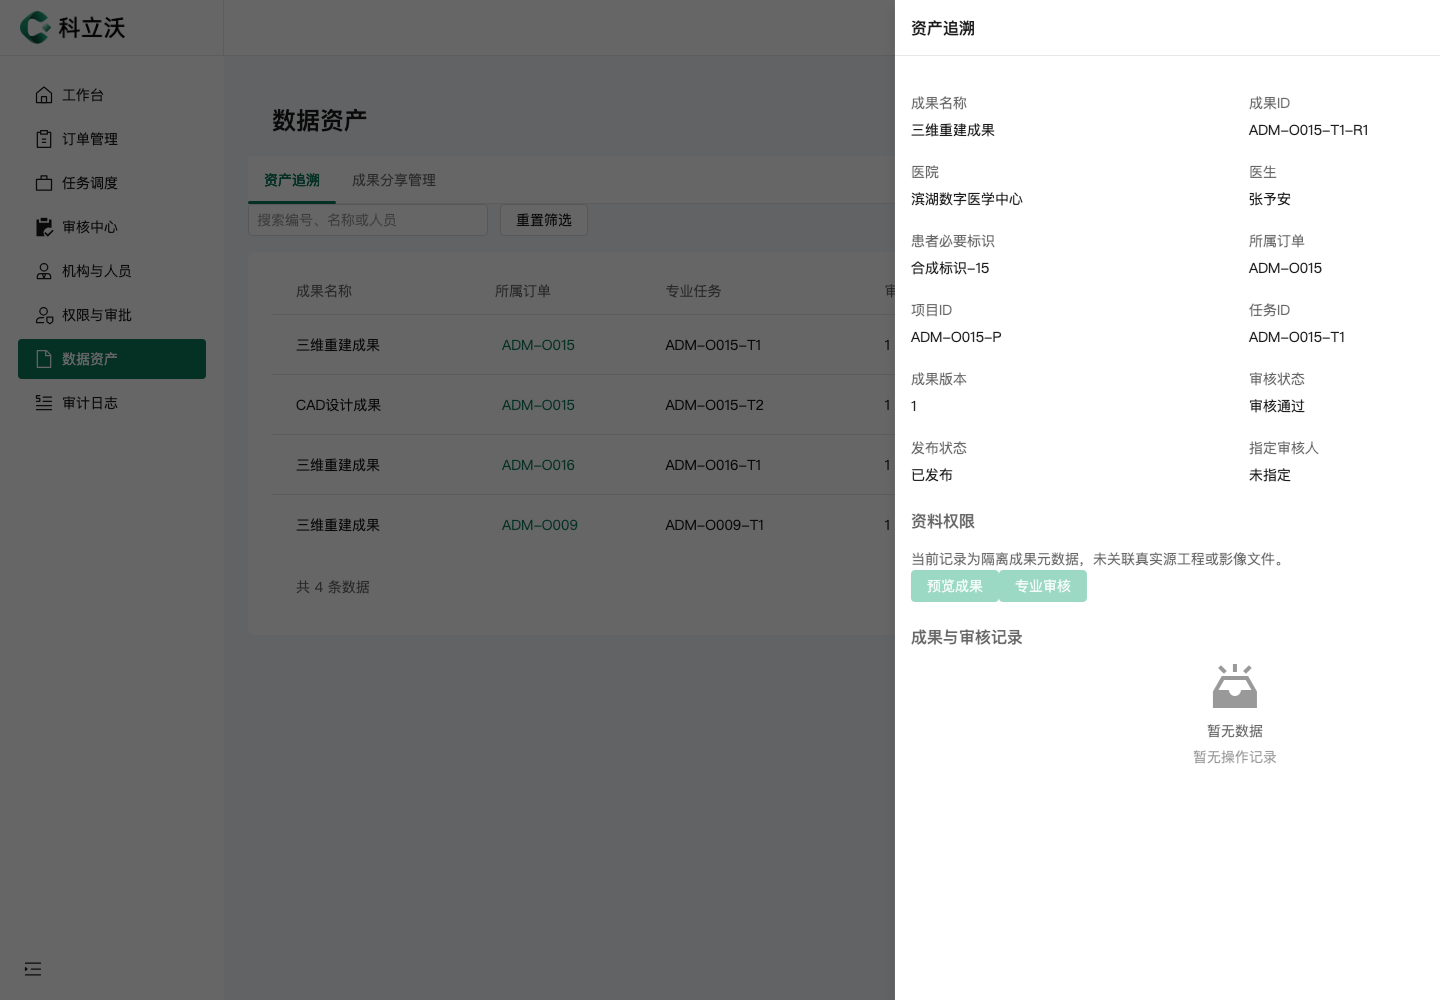 科立沃
工作台
订单管理
任务调度
审核中心
机构与人员
权限与审批
数据资产
审计日志
数据资产
资产追溯 成果分享管理
搜索编号、名称或人员 重置筛选
成果名称 所属订单 专业任务 审
三维重建成果 ADM-O015 ADM-O015-T1 1
CAD设计成果 ADM-O015 ADM-O015-T2 1
三维重建成果 ADM-O016 ADM-O016-T1 1
三维重建成果 ADM-O009 ADM-O009-T1 1
共 4 条数据
资产追溯
成果名称 成果ID
三维重建成果 ADM-O015-T1-R1
医院 医生
滨湖数字医学中心 张予安
患者必要标识 所属订单
合成标识-15 ADM-O015
项目ID 任务ID
ADM-O015-P ADM-O015-T1
成果版本 审核状态
1 审核通过
发布状态 指定审核人
已发布 未指定
资料权限
当前记录为隔离成果元数据，未关联真实源工程或影像文件。
预览成果 专业审核
成果与审核记录
暂无数据
暂无操作记录